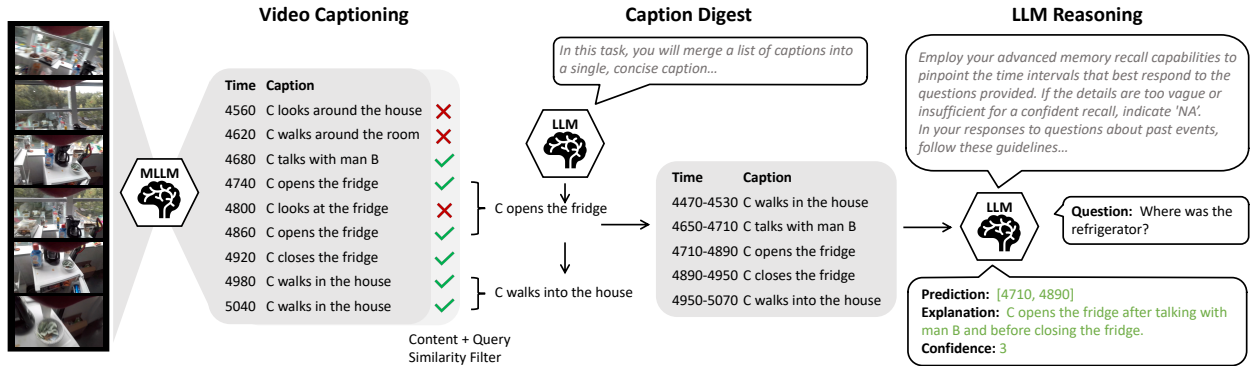 Video Captioning
Caption Digest
LLM Reasoning
MLLM
Time Caption
4560 C looks around the house
4620 C walks around the room
4680 C talks with man B
4740 C opens the fridge
4800 C looks at the fridge
4860 C opens the fridge
4920 C closes the fridge
4980 C walks in the house
5040 C walks in the house
Content + Query
Similarity Filter
In this task, you will merge a list of captions into
a single, concise caption…
LLM
C opens the fridge
C walks into the house
Time Caption
4470-4530 C walks in the house
4650-4710 C talks with man B
4710-4890 C opens the fridge
4890-4950 C closes the fridge
4950-5070 C walks into the house
Employ your advanced memory recall capabilities to
pinpoint the time intervals that best respond to the
questions provided. If the details are too vague or
insufficient for a confident recall, indicate 'NA'.
In your responses to questions about past events,
follow these guidelines…
LLM
Question: Where was the
refrigerator?
Prediction: [4710, 4890]
Explanation: C opens the fridge after talking with
man B and before closing the fridge.
Confidence: 3